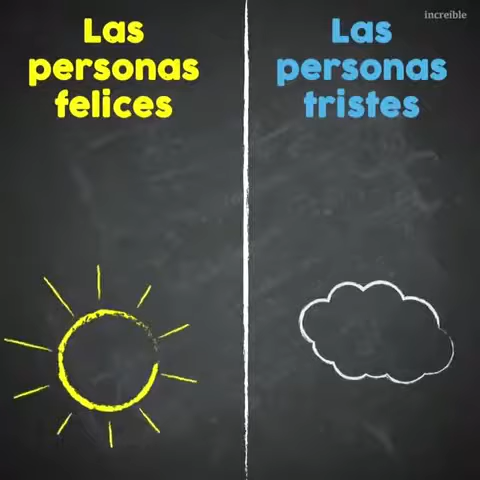 Las
personas
felices
Las
personas
tristes
increíble